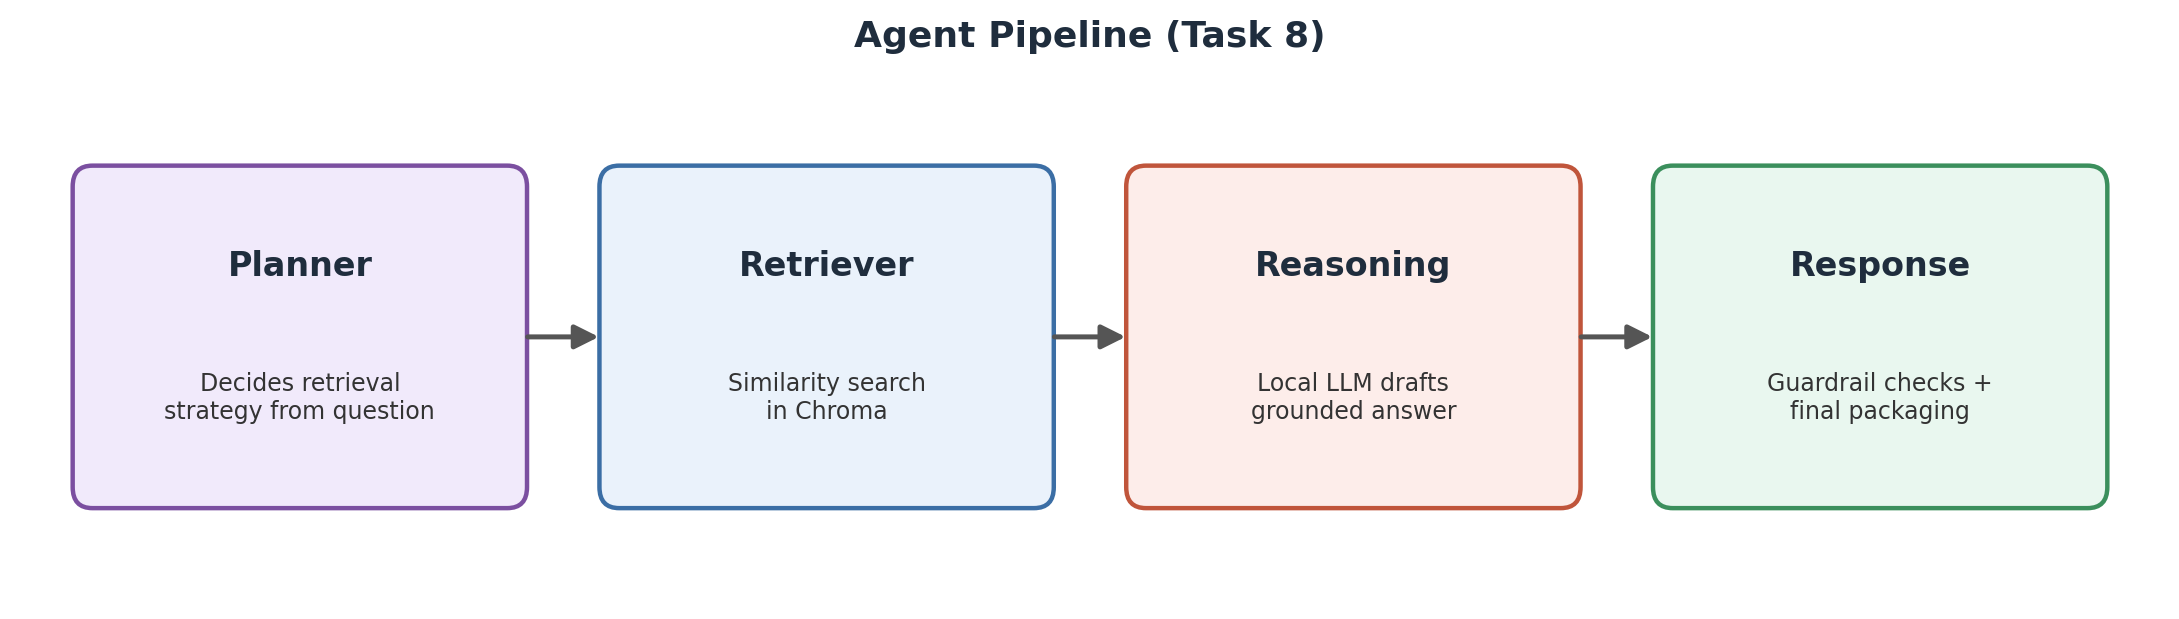 Agent Pipeline (Task 8)
Planner
Decides retrieval
strategy from question
Retriever
Similarity search
in Chroma
Reasoning
Local LLM drafts
grounded answer
Response
Guardrail checks +
final packaging